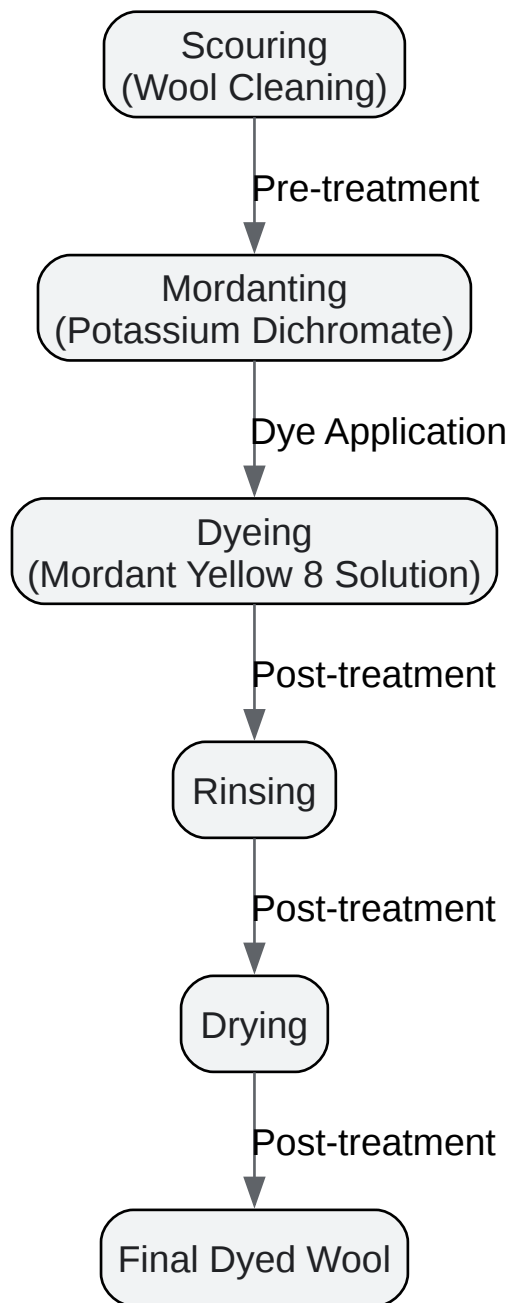 Scouring
(Wool Cleaning)
Pre-treatment
Mordanting
(Potassium Dichromate)
Dye Application
Dyeing
(Mordant Yellow 8 Solution)
Post-treatment
Rinsing
Post-treatment
Drying
Post-treatment
Final Dyed Wool